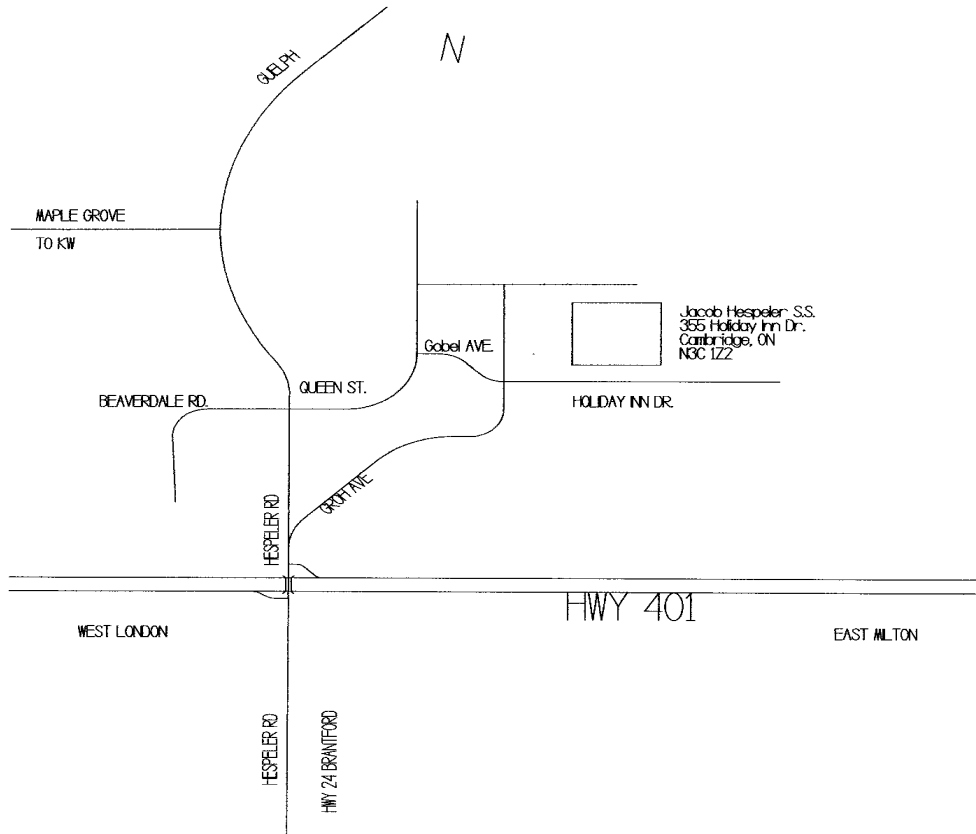 N
GUELPH
MAPLE GROVE
TO KW
Jacob Hespeler S.S.
355 Holiday Inn Dr.
Cambridge, ON
N3C 1Z2
Gobel AVE.
QUEEN ST.
BEAVERDALE RD.
HOLIDAY INN DR.
GROH AVE
HESPELER RD
HWY 401
WEST LONDON
EAST MILTON
HESPELER RD
HWY 24 BRANTFORD